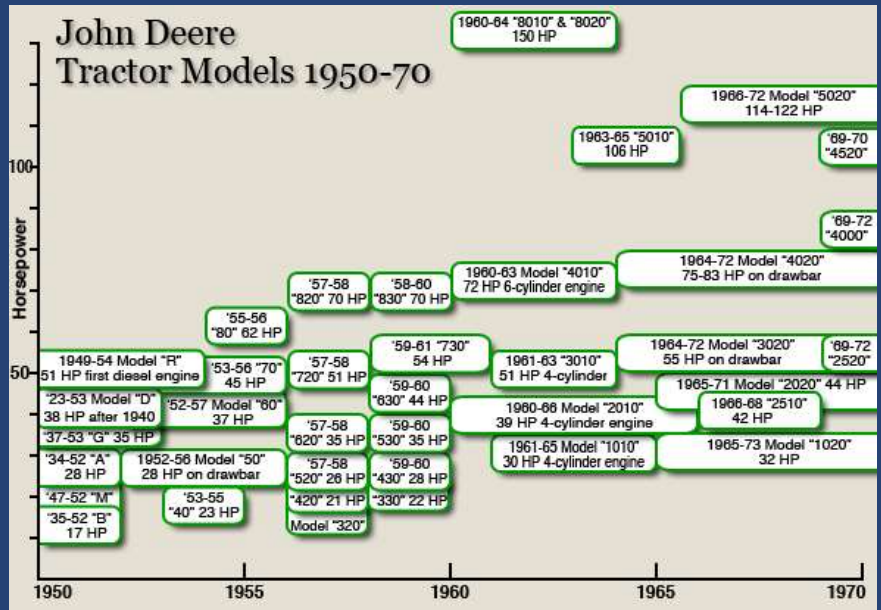 John Deere
Tractor Models 1950-70
1960-64 "8010" & "8020"
150 HP
1966-72 Model "5020"
114-122 HP
1963-65 "5010"
106 HP
'69-70
"4520"
100
'69-72
"4000"
Horsepower
1964-72 Model "4020"
75-83 HP on drawbar
1960-63 Model "4010"
72 HP 6-cylinder engine
'57-58
"820" 70 HP
'58-60
"830" 70 HP
'55-56
"80" 62 HP
'59-61 "730"
54 HP
1964-72 Model "3020"
55 HP on drawbar
'69-72
"2520"
1949-54 Model "R"
51 HP first diesel engine
'53-56 "70"
45 HP
'57-58
"720" 51 HP
1961-63 "3010"
51 HP 4-cylinder
50
1965-71 Model "2020" 44 HP
'59-60
"630" 44 HP
'23-53 Model "D"
38 HP after 1940
'52-57 Model "60"
37 HP
1960-66 Model "2010"
39 HP 4-cylinder engine
1966-68 "2510"
42 HP
'37-53 "G" 35 HP
'57-58
"620" 35 HP
'59-60
"530" 35 HP
1961-65 Model "1010"
30 HP 4-cylinder engine
1965-73 Model "1020"
32 HP
'34-52 "A"
28 HP
1952-56 Model "50"
28 HP on drawbar
'57-58
"520" 26 HP
'59-60
"430" 28 HP
'47-52 "M"
'53-55
"40" 23 HP
"420" 21 HP
"330" 22 HP
'35-52 "B"
17 HP
Model "320"
1950
1955
1960
1965
1970